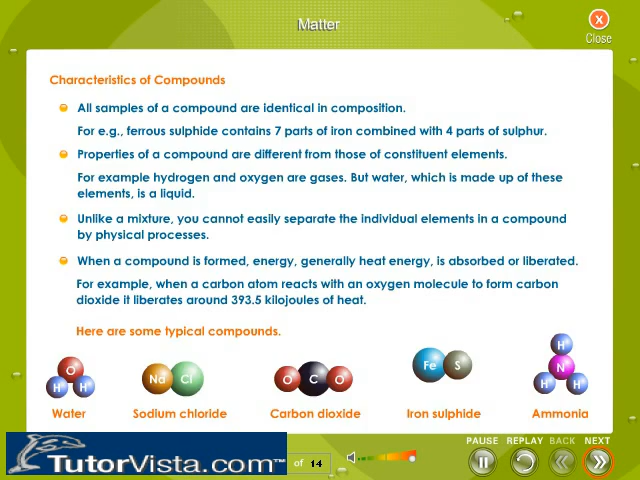 Matter
Close
Characteristics of Compounds
All samples of a compound are identical in composition.
For e.g., ferrous sulphide contains 7 parts of iron combined with 4 parts of sulphur.
Properties of a compound are different from those of constituent elements.
For example hydrogen and oxygen are gases. But water, which is made up of these
elements, is a liquid.
Unlike a mixture, you cannot easily separate the individual elements in a compound
by physical processes.
When a compound is formed, energy, generally heat energy, is absorbed or liberated.
For example, when a carbon atom reacts with an oxygen molecule to form carbon
dioxide it liberates around 393.5 kilojoules of heat.
Here are some typical compounds.
O H H
Na Cl
O C O
Fe S
H N H H
Water Sodium chloride Carbon dioxide Iron sulphide Ammonia
PAUSE REPLAY BACK NEXT
TutorVista.com™ of 14